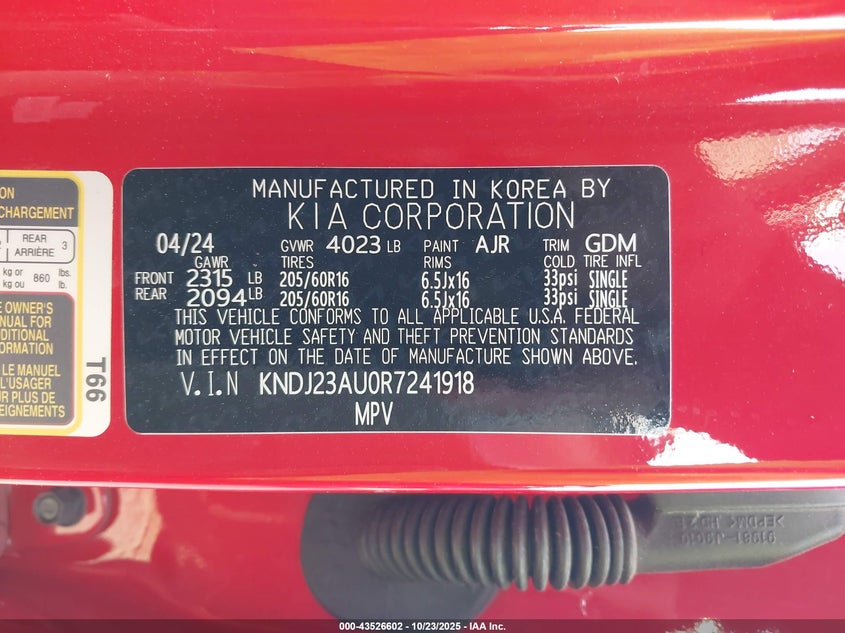 ON
CHARGEMENT
REAR
ARRIÈRE 3
kg or 860 lbs.
kg ou lb.
E OWNER'S
NUAL FOR
DDITIONAL
ORMATION
LE MANUEL
L'USAGER
R PLUS DE
EIGNEMENTS
T66
MANUFACTURED IN KOREA BY
KIA CORPORATION
04/24 GVWR 4023 LB PAINT AJR TRIM GDM
GAWR TIRES RIMS COLD TIRE INFL
FRONT 2315 LB 205/60R16 6.5Jx16 33psi SINGLE
REAR 2094 LB 205/60R16 6.5Jx16 33psi SINGLE
THIS VEHICLE CONFORMS TO ALL APPLICABLE U.S.A. FEDERAL
MOTOR VEHICLE SAFETY AND THEFT PREVENTION STANDARDS
IN EFFECT ON THE DATE OF MANUFACTURE SHOWN ABOVE.
V.I.N KNDJ23AU0R7241918
MPV
>EPDM<
000-43526602 - 10/23/2025 - IAA Inc.